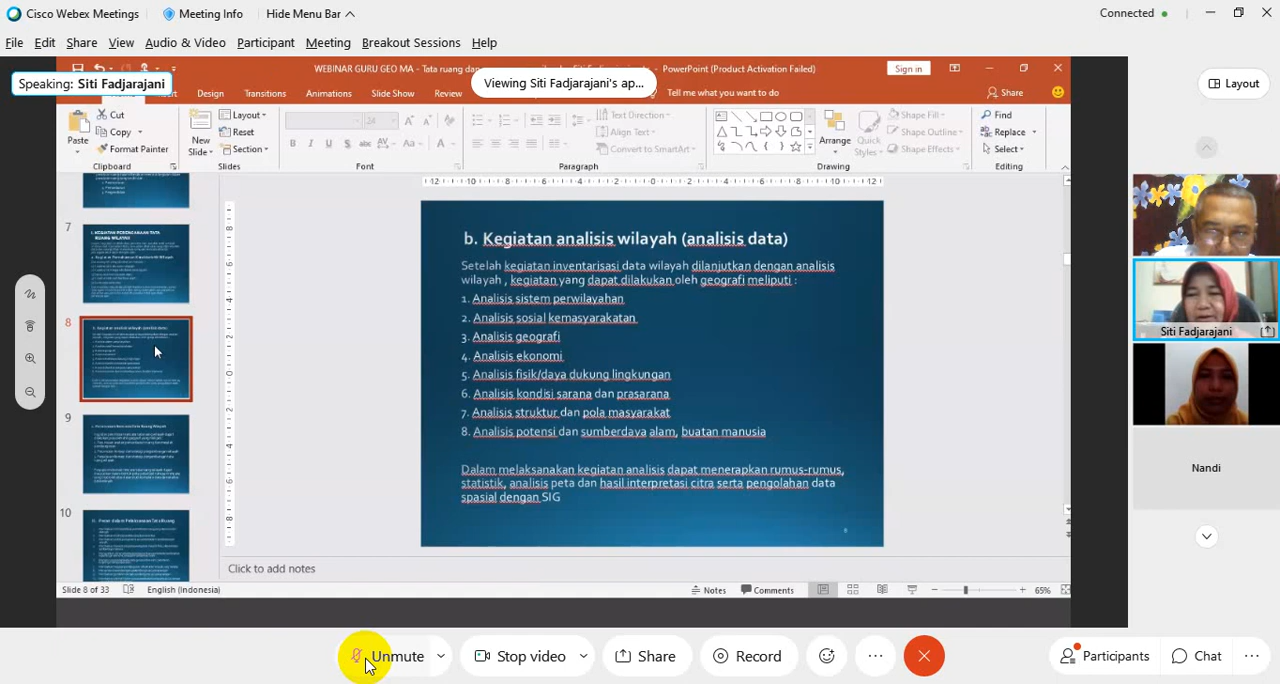 Cisco Webex Meetings
Meeting Info
Hide Menu Bar
Connected
File Edit Share View Audio & Video Participant Meeting Breakout Sessions Help
Speaking: Siti Fadjarajani
WEBINAR GURU GEO MA - Tata ruang dan
PowerPoint (Product Activation Failed)
Sign in
Viewing Siti Fadjarajani's ap...
Layout
Design Transitions Animations Slide Show Review
Tell me what you want to do
Share
Paste
Cut
Copy
Format Painter
Clipboard
New Slide
Layout
Reset
Section
Slides
Font
Text Direction
Align Text
Convert to SmartArt
Paragraph
Arrange
Quick Styles
Shape Fill
Shape Outline
Shape Effects
Drawing
Find
Replace
Select
Editing
7
8
9
10
b. Kegiatan analisis wilayah (analisis data)
Setelah kegiatan inventarisasi data wilayah dilanjutkan dengan analisis
wilayah , kegiatan yang dapat dilakukan oleh geografi meliputi :
1. Analisis sistem perwilayahan
2. Analisis sosial kemasyarakatan
3. Analisis geografi
4. Analisis ekonomi
5. Analisis fisik/daya dukung lingkungan
6. Analisis kondisi sarana dan prasarana
7. Analisis struktur dan pola masyarakat
8. Analisis potensi dan sumberdaya alam, buatan manusia
Dalam melaksanakan kegiatan analisis dapat menerapkan rumus-rumus,
statistik, analisis peta dan hasil interpretasi citra serta pengolahan data
spasial dengan SIG
Siti Fadjarajani
Nandi
Click to add notes
Slide 8 of 33
English (Indonesia)
Notes
Comments
65%
Unmute
Stop video
Share
Record
Participants
Chat